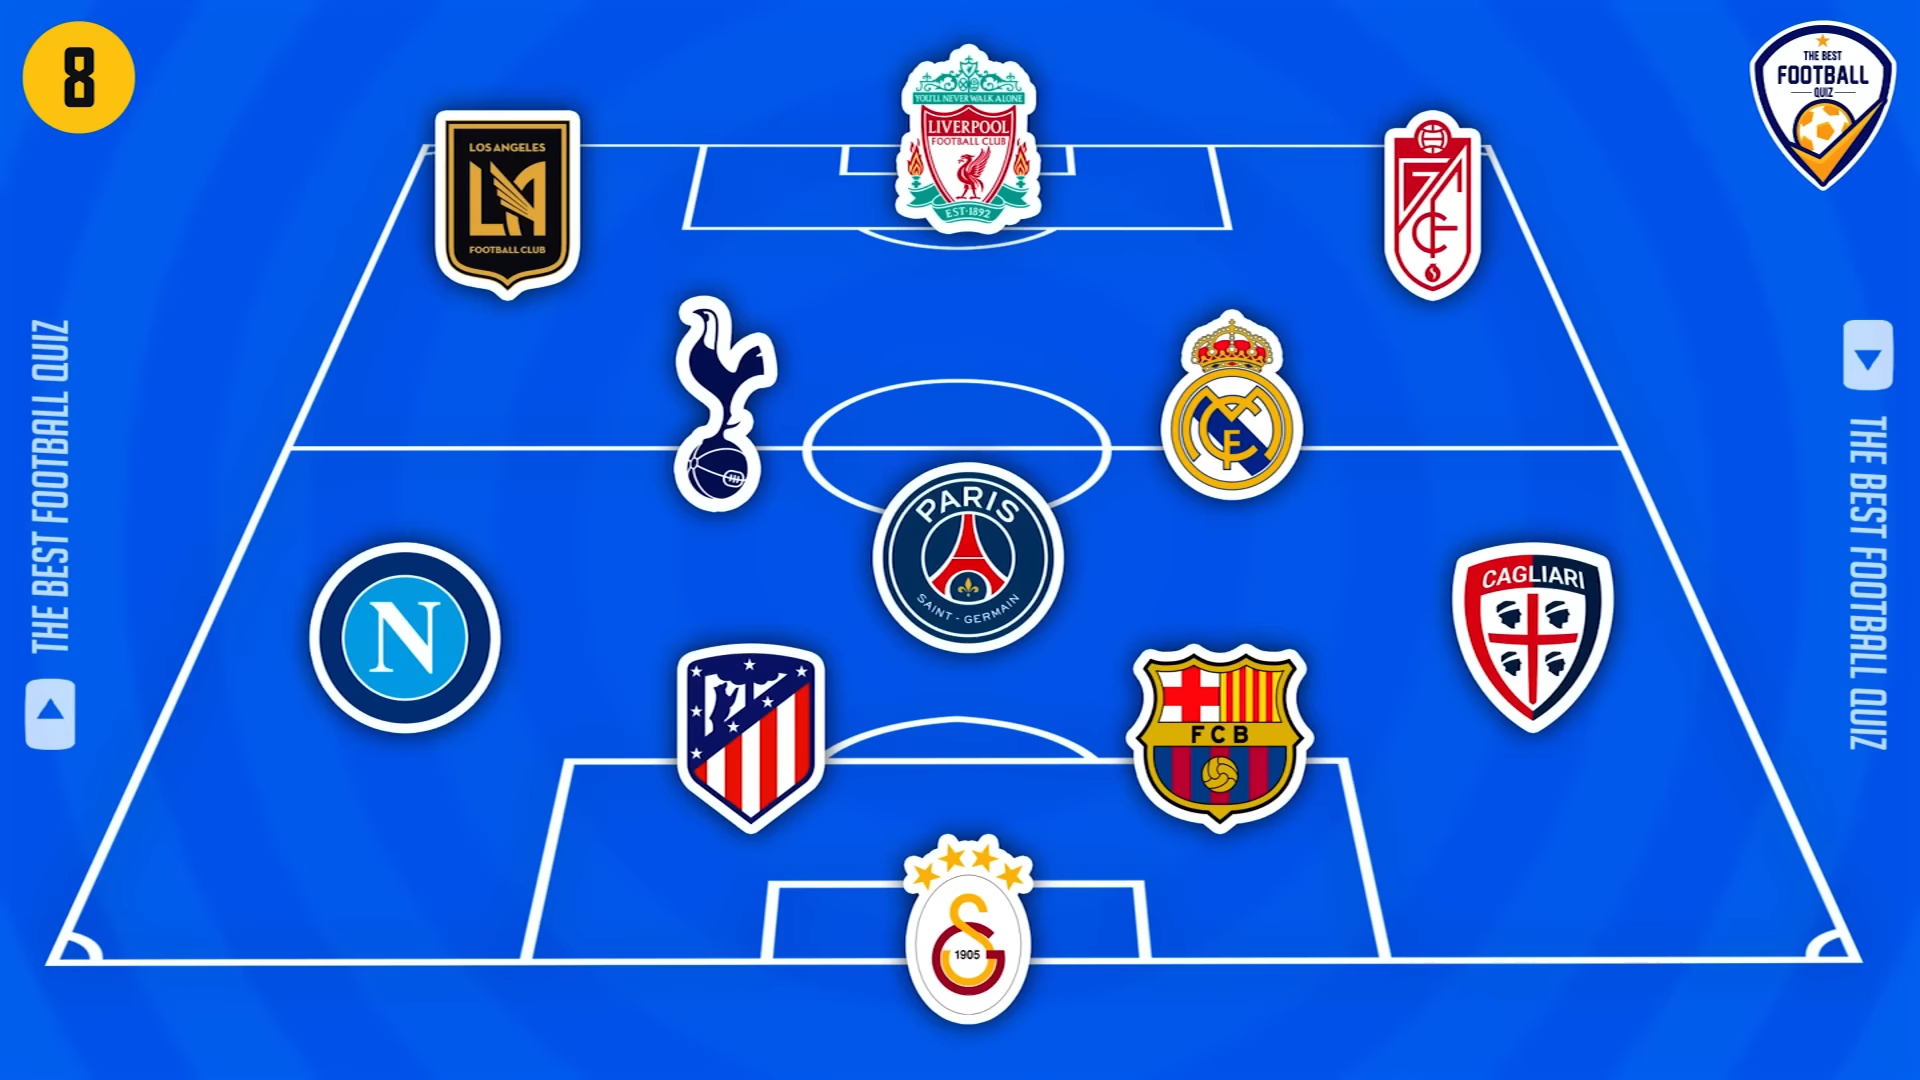 8
THE BEST
FOOTBALL
QUIZ
YOU'LL NEVER WALK ALONE
LIVERPOOL
FOOTBALL CLUB
EST·1892
LOS ANGELES
LA
FOOTBALL CLUB
THE BEST FOOTBALL QUIZ
THE BEST FOOTBALL QUIZ
PARIS
SAINT-GERMAIN
N
CAGLIARI
FCB
1905